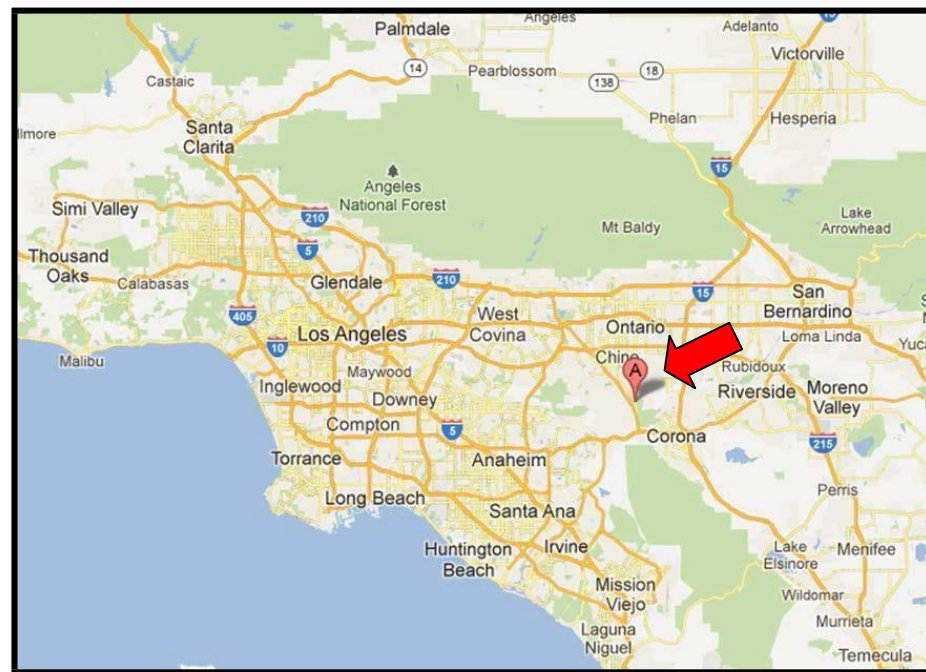 Palmdale
Angeles
Adelanto
15
Victorville
14
Pearblossom
138
18
Castaic
Phelan
Hesperia
llmore
Santa
Clarita
15
Angeles
National Forest
Simi Valley
210
Mt Baldy
Lake
Arrowhead
5
Thousand
Oaks
Calabasas
Glendale
210
15
San
Bernardino
405
West
Covina
Ontario
Los Angeles
Loma Linda
Yuca
10
Malibu
Chino
Maywood
A
Rubidoux
Inglewood
Downey
Riverside
Moreno
Valley
Compton
5
Corona
215
Torrance
Anaheim
Long Beach
Perris
Santa Ana
Huntington
Beach
Irvine
Lake
Elsinore
Menifee
Mission
Viejo
Wildomar
Murrieta
Laguna
Niguel
Temecula